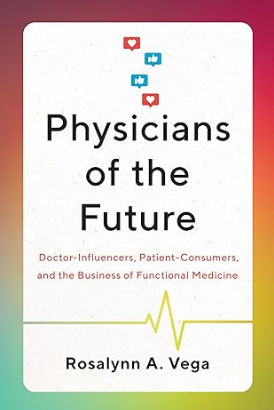 Physicians
of the
Future
Doctor-Influencers, Patient-Consumers,
and the Business of Functional Medicine
Rosalynn A. Vega